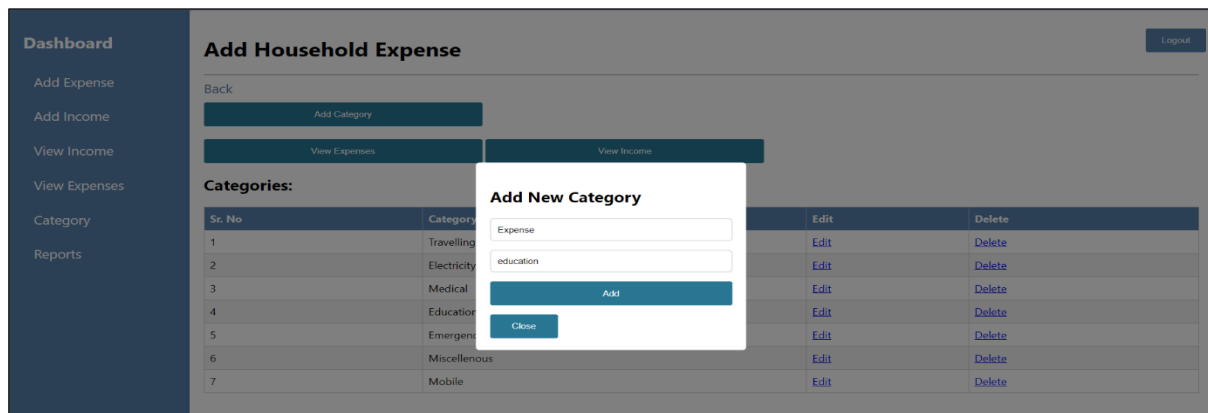 Dashboard
Add Expense
Add Income
View Income
View Expenses
Category
Reports
Add Household Expense
Logout
Back
Add Category
View Expenses View Income
Categories:
Sr. No Category Edit Delete
1 Travelling Edit Delete
2 Electricity Edit Delete
3 Medical Edit Delete
4 Education Edit Delete
5 Emergenc Edit Delete
6 Miscellenous Edit Delete
7 Mobile Edit Delete
Add New Category
Expense
education
Add
Close